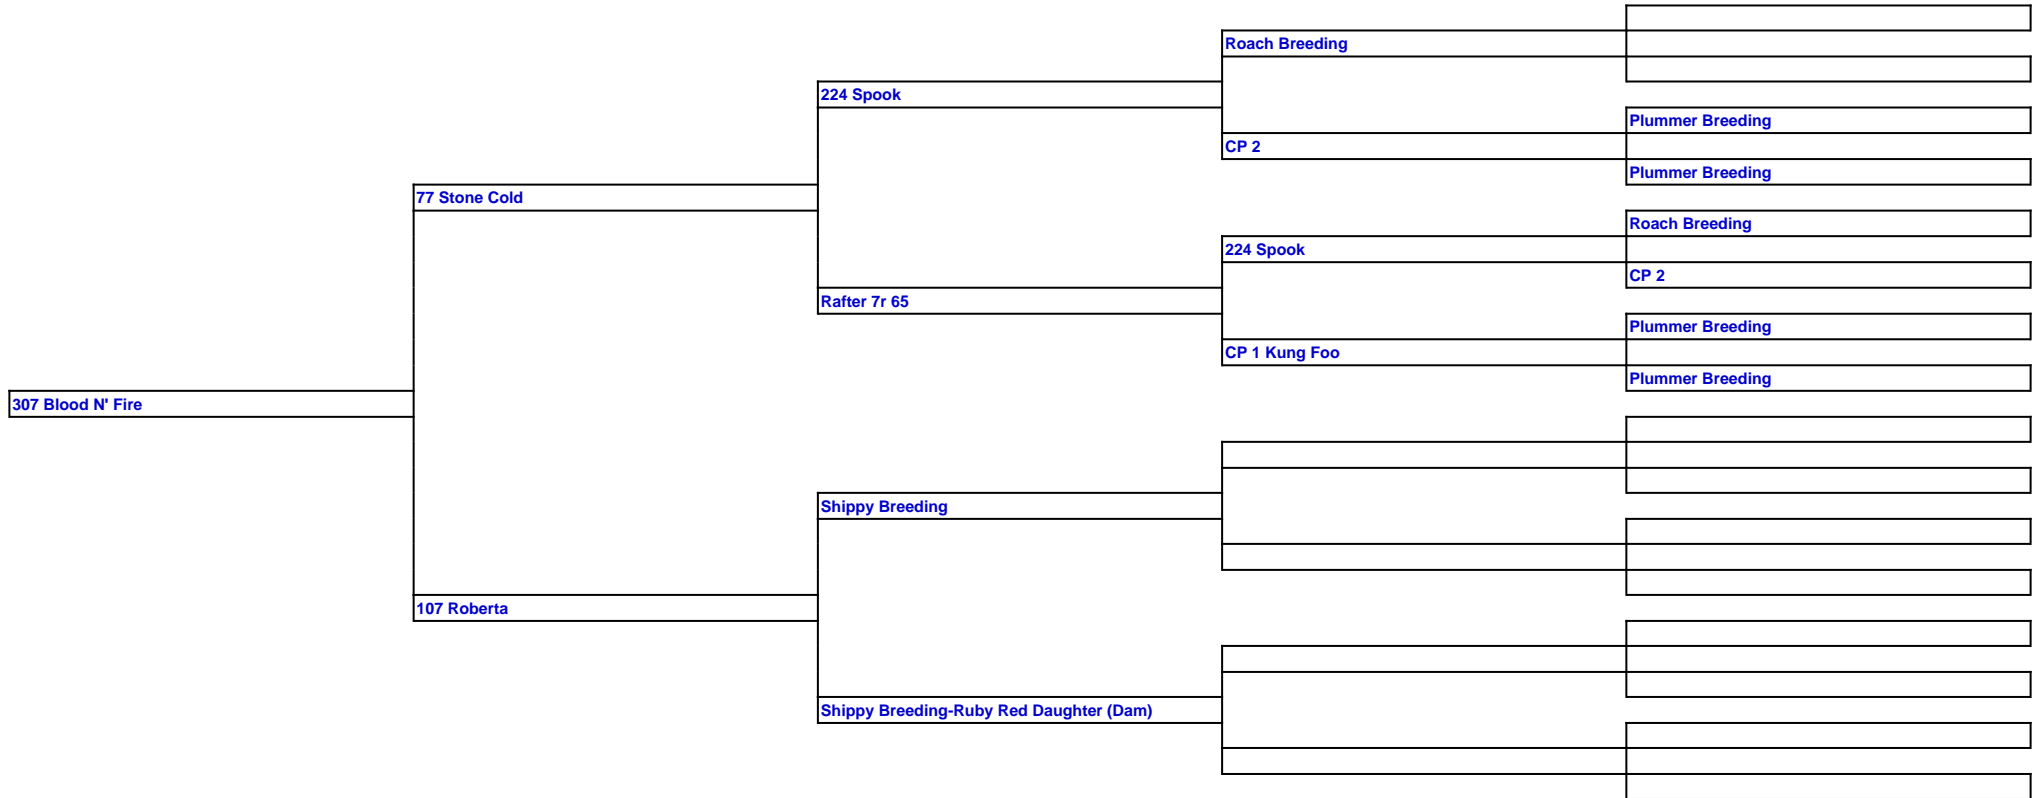 Roach Breeding
224 Spook
Plummer Breeding
CP 2
Plummer Breeding
77 Stone Cold
Roach Breeding
224 Spook
CP 2
Rafter 7r 65
Plummer Breeding
CP 1 Kung Foo
Plummer Breeding
307 Blood N' Fire
Shippy Breeding
107 Roberta
Shippy Breeding-Ruby Red Daughter (Dam)